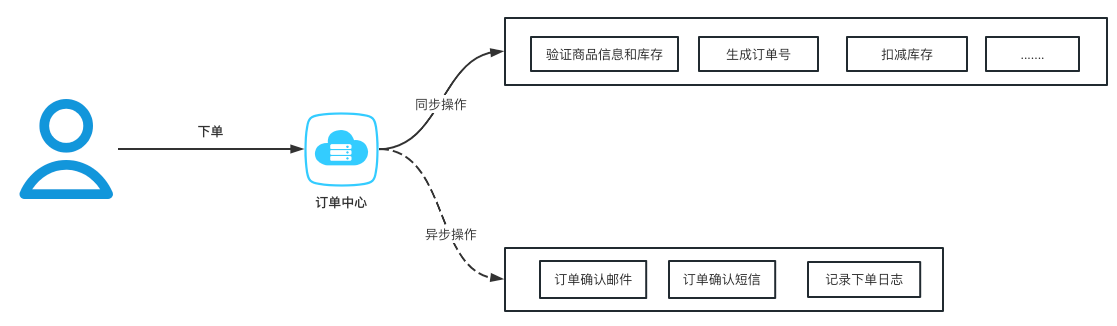 下单
订单中心
同步操作
验证商品信息和库存
生成订单号
扣减库存
.......
异步操作
订单确认邮件
订单确认短信
记录下单日志